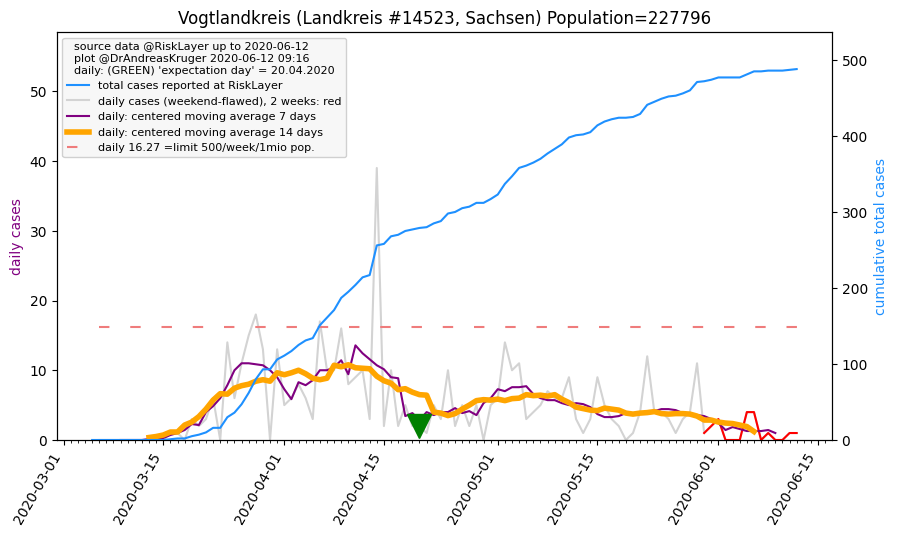 Vogtlandkreis (Landkreis #14523, Sachsen) Population=227796
source data @RiskLayer up to 2020-06-12
plot @DrAndreasKruger 2020-06-12 09:16
daily: (GREEN) 'expectation day' = 20.04.2020
total cases reported at RiskLayer
daily cases (weekend-flawed), 2 weeks: red
daily: centered moving average 7 days
daily: centered moving average 14 days
daily 16.27 =limit 500/week/1mio pop.
daily cases
50
40
30
20
10
0
cumulative total cases
500
400
300
200
100
0
2020-03-01
2020-03-15
2020-04-01
2020-04-15
2020-05-01
2020-05-15
2020-06-01
2020-06-15